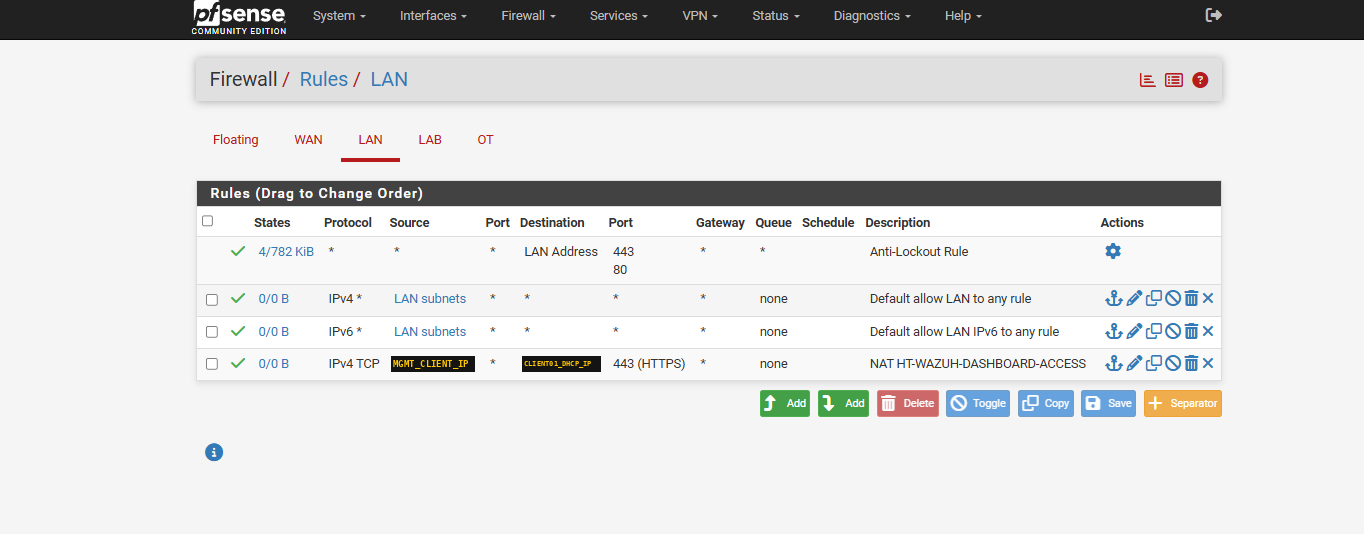 pfsense
COMMUNITY EDITION
System Interfaces Firewall Services VPN Status Diagnostics Help
Firewall / Rules / LAN
Floating WAN LAN LAB OT
Rules (Drag to Change Order)
States Protocol Source Port Destination Port Gateway Queue Schedule Description Actions
4/782 KiB * * * LAN Address 443 * * Anti-Lockout Rule
80
0/0 B IPv4 * LAN subnets * * * * none Default allow LAN to any rule
0/0 B IPv6 * LAN subnets * * * * none Default allow LAN IPv6 to any rule
0/0 B IPv4 TCP MGMT_CLIENT_IP * CLIENT01_DHCP_IP 443 (HTTPS) * none NAT HT-WAZUH-DASHBOARD-ACCESS
Add Add Delete Toggle Copy Save Separator